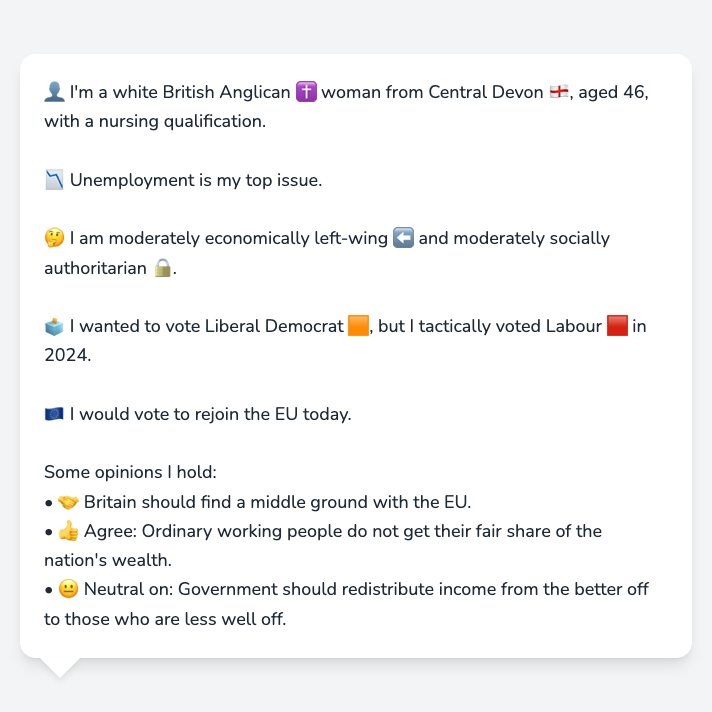 👤 I'm a white British Anglican ✝️ woman from Central Devon 🏴󠁧󠁢󠁥󠁮󠁧󠁿, aged 46,
with a nursing qualification.
📉 Unemployment is my top issue.
🤔 I am moderately economically left-wing ⬅️ and moderately socially
authoritarian 🔒.
🗳️ I wanted to vote Liberal Democrat 🟧, but I tactically voted Labour 🟥 in
2024.
🇪🇺 I would vote to rejoin the EU today.
Some opinions I hold:
• 🤝 Britain should find a middle ground with the EU.
• 👍 Agree: Ordinary working people do not get their fair share of the
nation's wealth.
• 😐 Neutral on: Government should redistribute income from the better off
to those who are less well off.